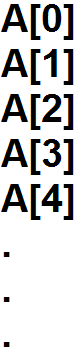 A[0]
A[1]
A[2]
A[3]
A[4]
.
.
.